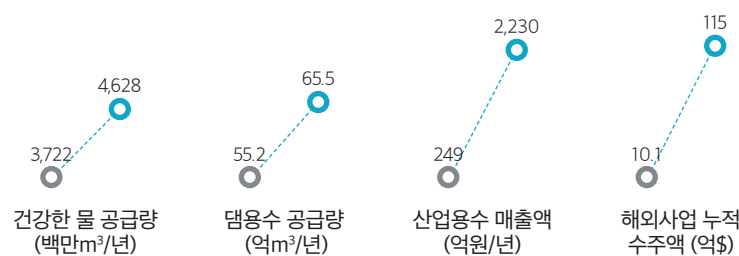 4,628
3,722
건강한 물 공급량
(백만m³/년)
65.5
55.2
댐용수 공급량
(억m³/년)
2,230
249
산업용수 매출액
(억원/년)
115
10.1
해외사업 누적
수주액 (억$)